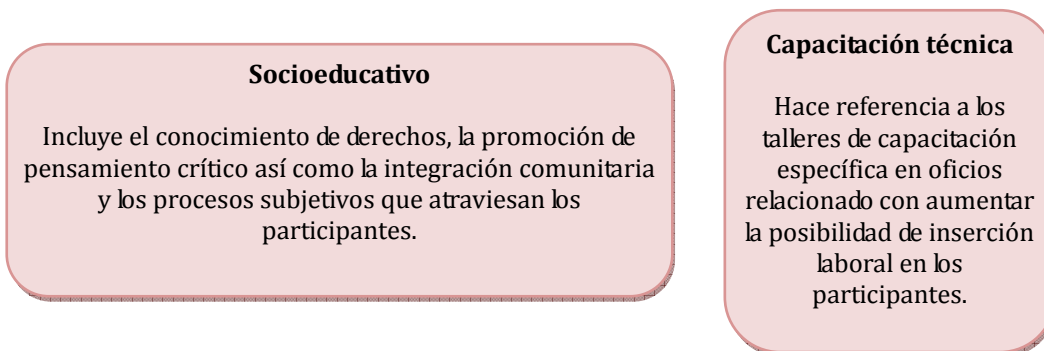 Socioeducativo
Incluye el conocimiento de derechos, la promoción de
pensamiento crítico así como la integración comunitaria
y los procesos subjetivos que atraviesan los
participantes.
Capacitación técnica
Hace referencia a los
talleres de capacitación
específica en oficios
relacionado con aumentar
la posibilidad de inserción
laboral en los
participantes.